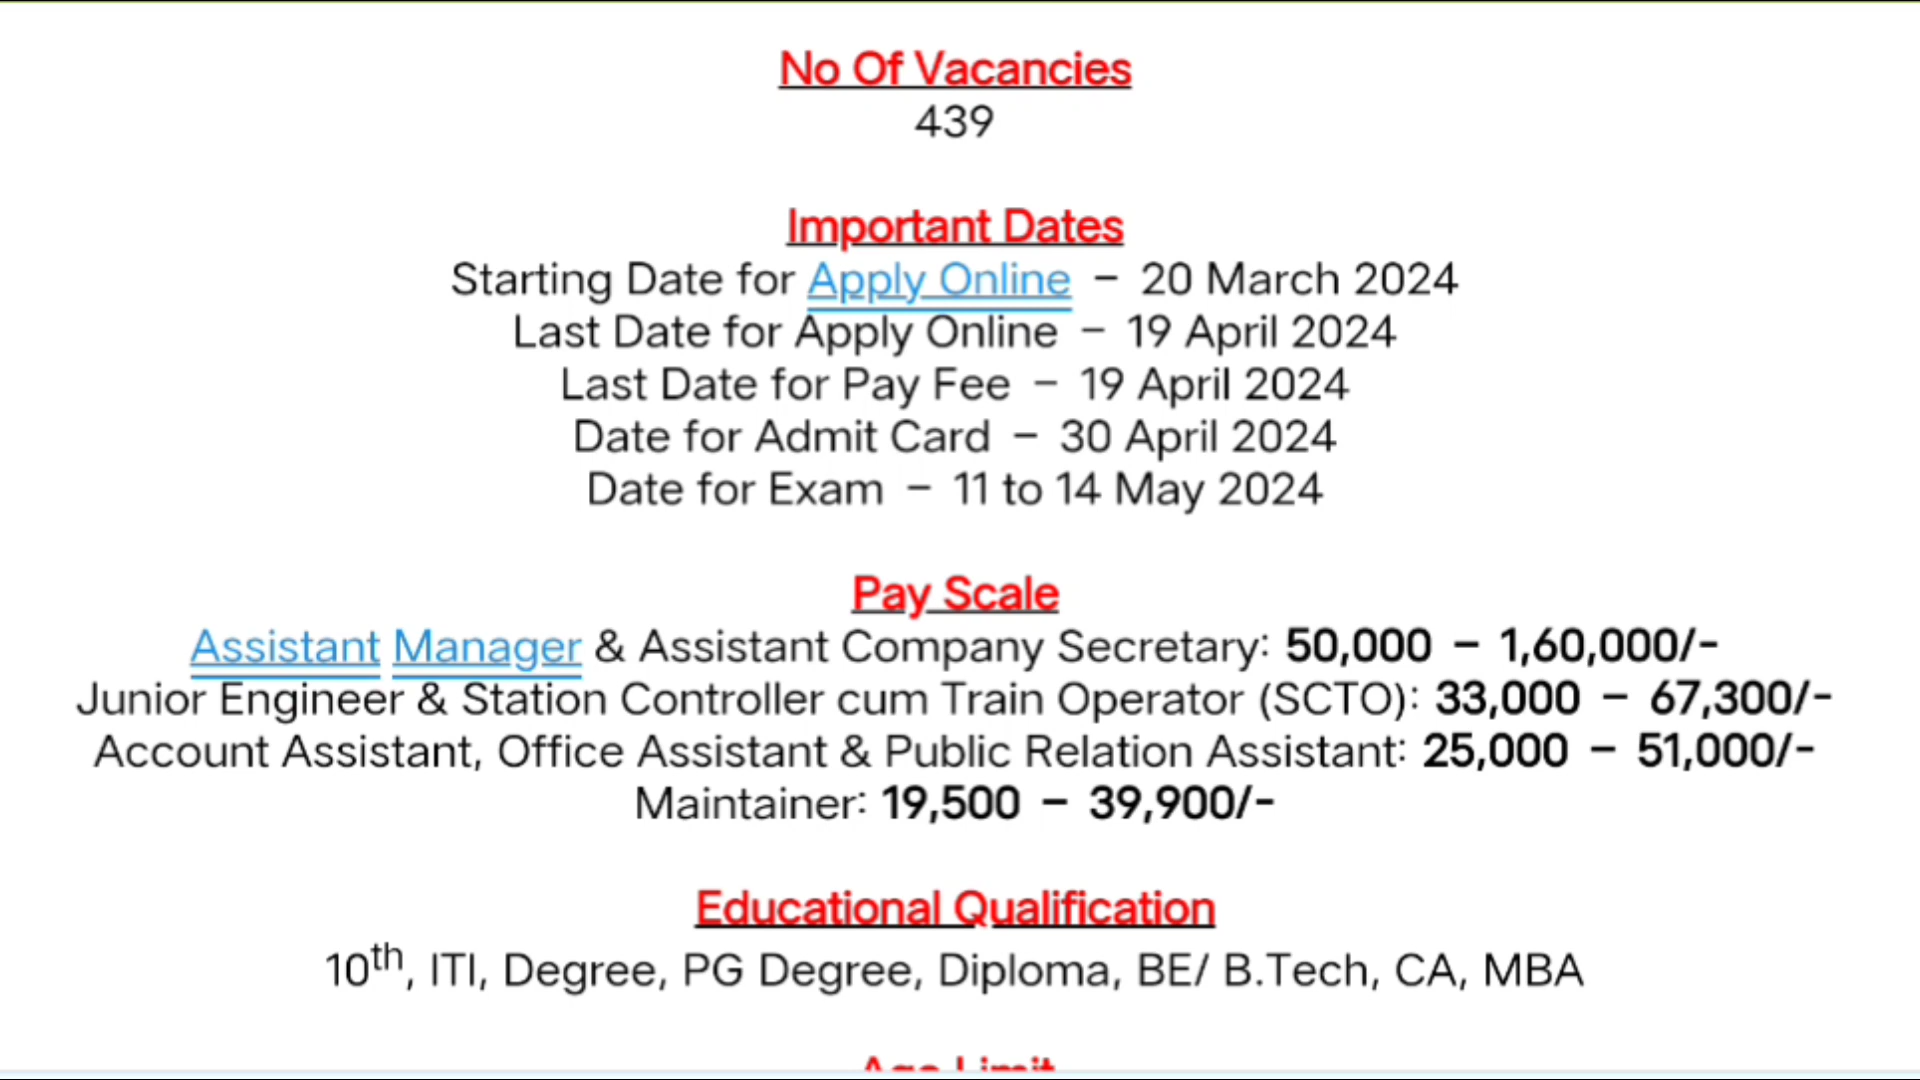 No Of Vacancies
439
Important Dates
Starting Date for Apply Online – 20 March 2024
Last Date for Apply Online – 19 April 2024
Last Date for Pay Fee – 19 April 2024
Date for Admit Card – 30 April 2024
Date for Exam – 11 to 14 May 2024
Pay Scale
Assistant Manager & Assistant Company Secretary: 50,000 – 1,60,000/-
Junior Engineer & Station Controller cum Train Operator (SCTO): 33,000 – 67,300/-
Account Assistant, Office Assistant & Public Relation Assistant: 25,000 – 51,000/-
Maintainer: 19,500 – 39,900/-
Educational Qualification
10th, ITI, Degree, PG Degree, Diploma, BE/ B.Tech, CA, MBA
Age Limit